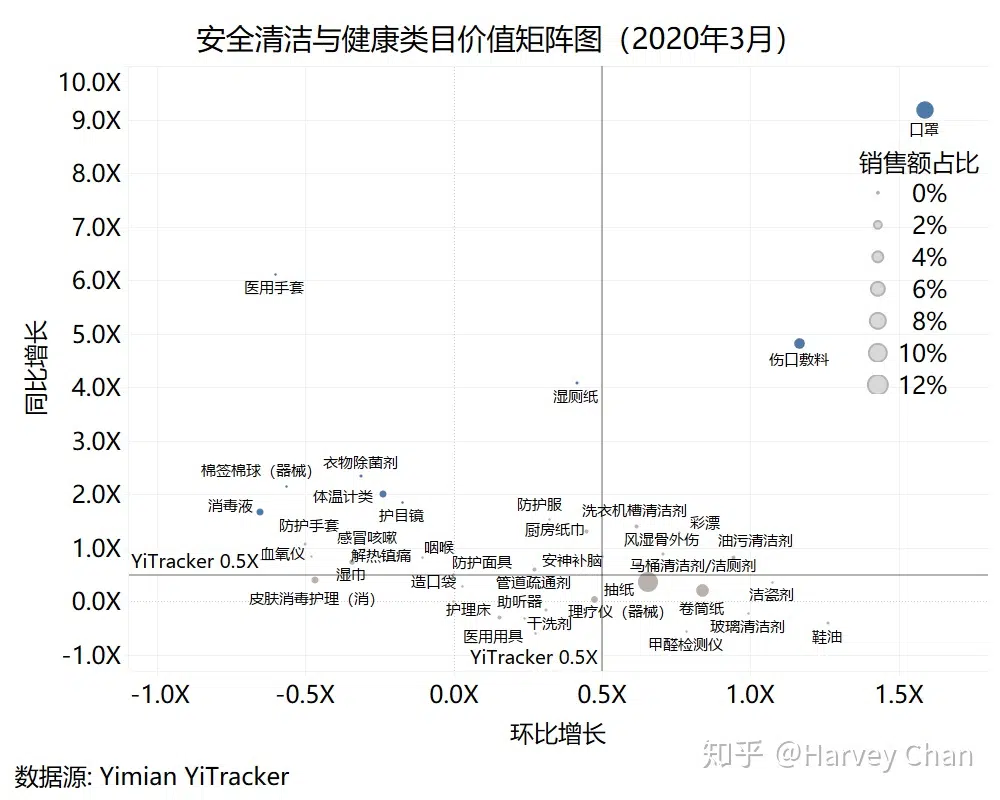 安全清洁与健康类目价值矩阵图（2020年3月）
10.0X
9.0X
8.0X
7.0X
6.0X
5.0X
4.0X
3.0X
2.0X
1.0X
0.0X
-1.0X
同比增长
口罩
销售额占比
0%
2%
4%
6%
8%
10%
12%
医用手套
伤口敷料
湿厕纸
棉签棉球（器械）
衣物除菌剂
消毒液
体温计类
护目镜
防护手套
感冒咳嗽
血氧仪
解热镇痛
咽喉
湿巾
防护服
洗衣机槽清洁剂
厨房纸巾
彩漂
风湿骨外伤
油污清洁剂
YiTracker 0.5X
防护面具
安神补脑
马桶清洁剂/洁厕剂
造口袋
管道疏通剂
抽纸
洁瓷剂
皮肤消毒护理（消）
护理床
助听器
理疗仪（器械）
卷筒纸
干洗剂
玻璃清洁剂
医用用具
甲醛检测仪
鞋油
YiTracker 0.5X
-1.0X
-0.5X
0.0X
0.5X
1.0X
1.5X
环比增长
知乎 @Harvey Chan
数据源: Yimian YiTracker